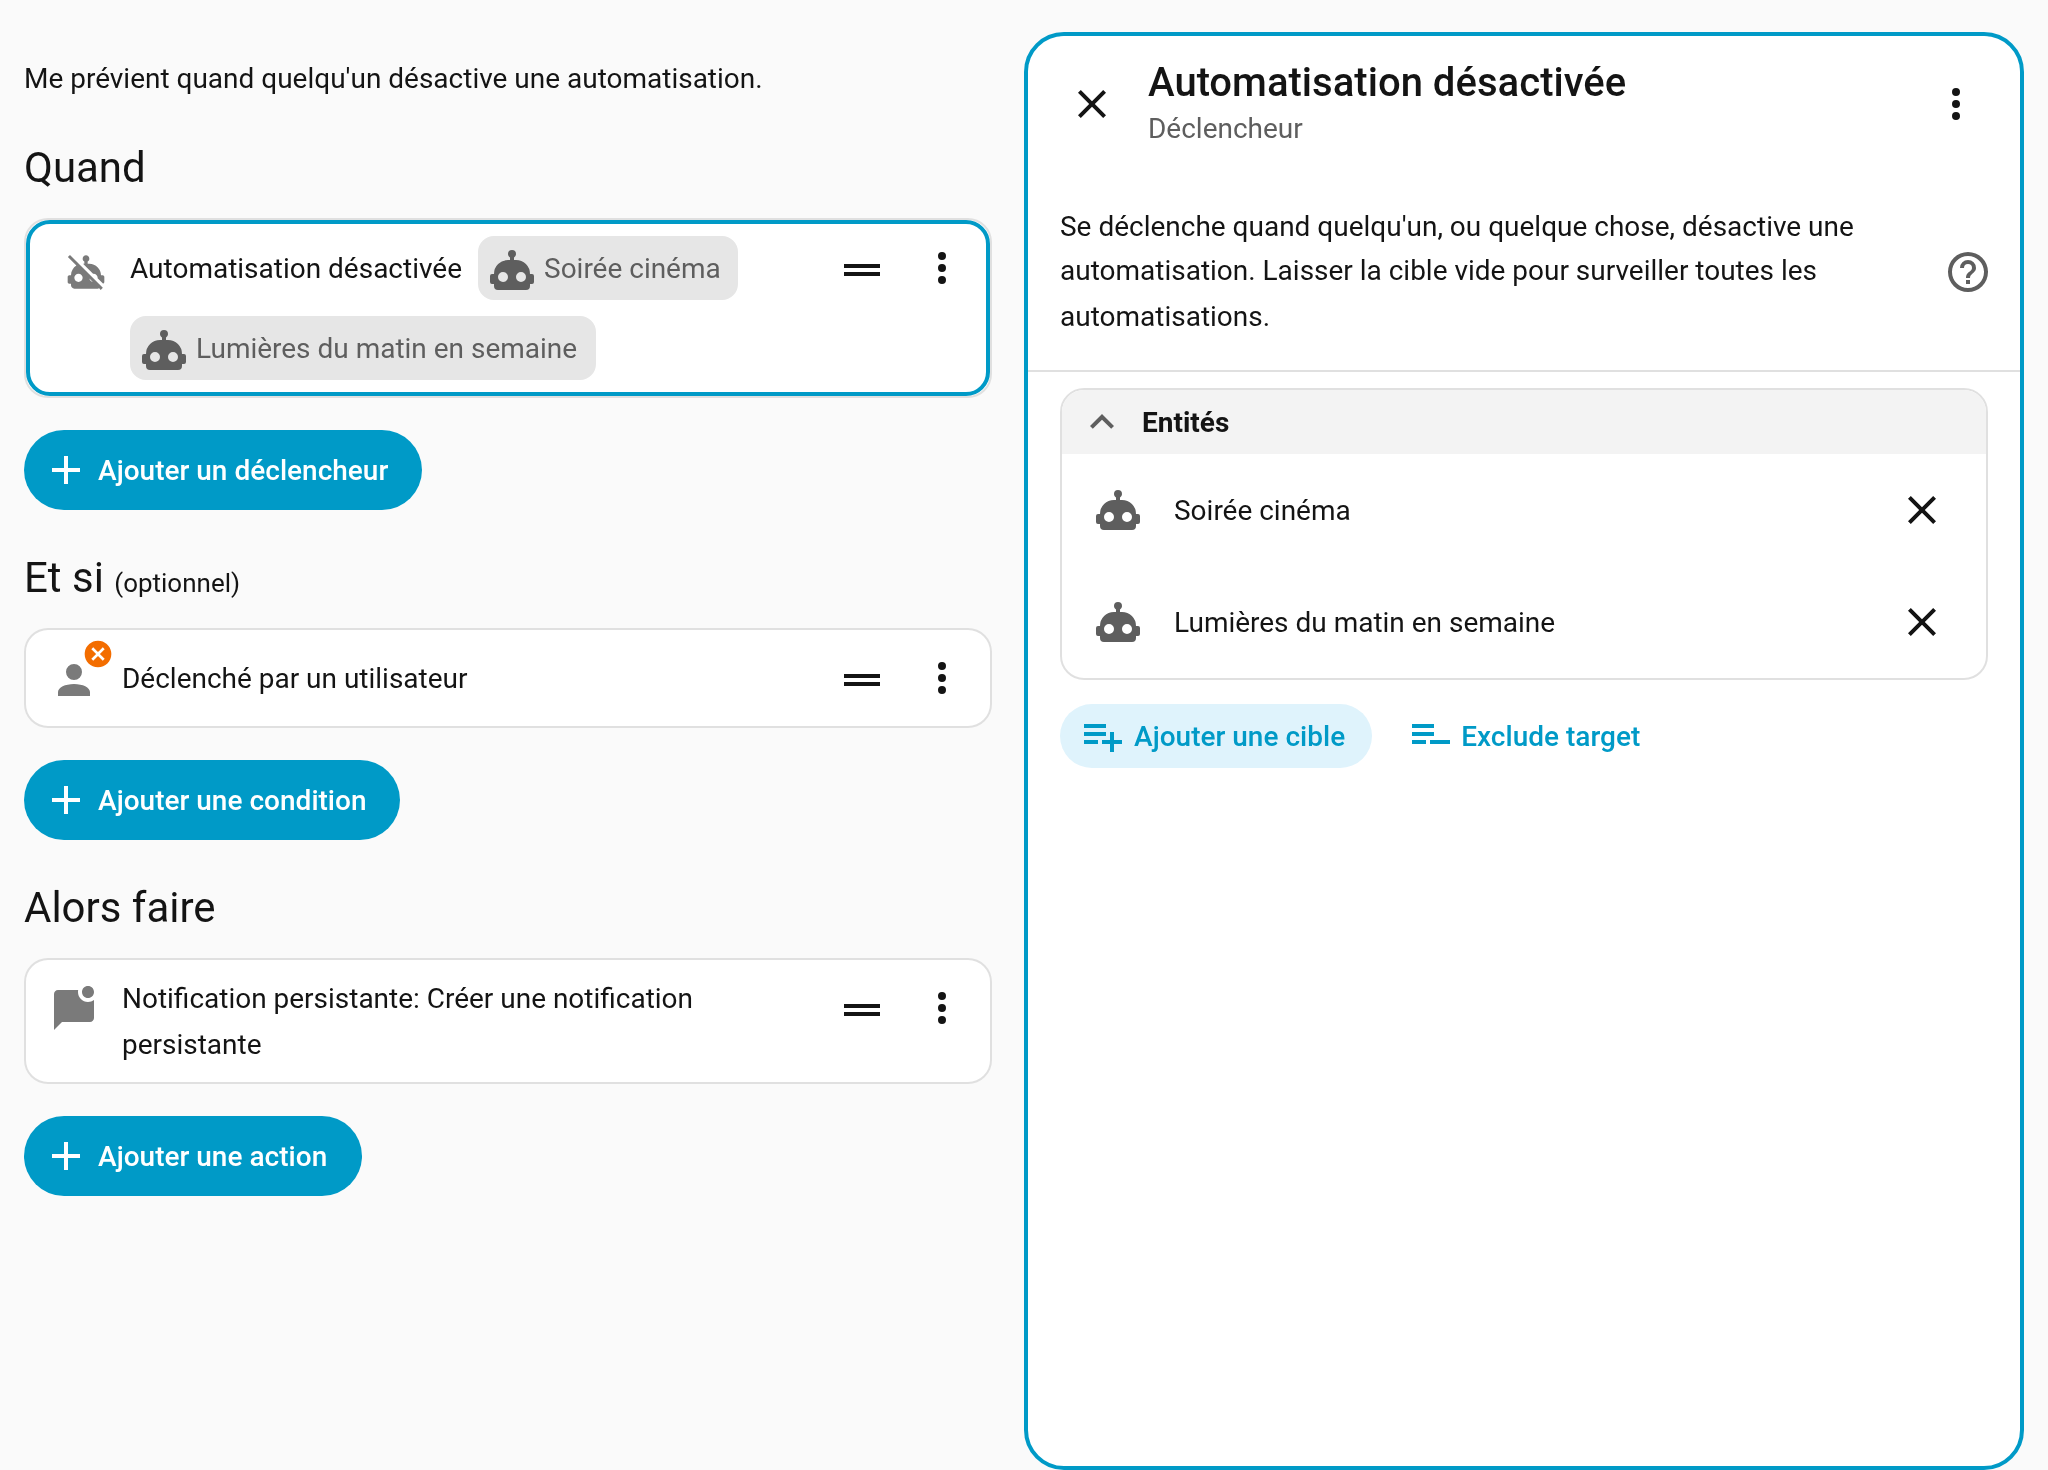 Me prévient quand quelqu'un désactive une automatisation.
Quand
Automatisation désactivée Soirée cinéma
Lumières du matin en semaine
Ajouter un déclencheur
Et si (optionnel)
Déclenché par un utilisateur
Ajouter une condition
Alors faire
Notification persistante: Créer une notification
persistante
Ajouter une action
Automatisation désactivée
Déclencheur
Se déclenche quand quelqu'un, ou quelque chose, désactive une
automatisation. Laisser la cible vide pour surveiller toutes les
automatisations.
Entités
Soirée cinéma
Lumières du matin en semaine
Ajouter une cible
Exclude target